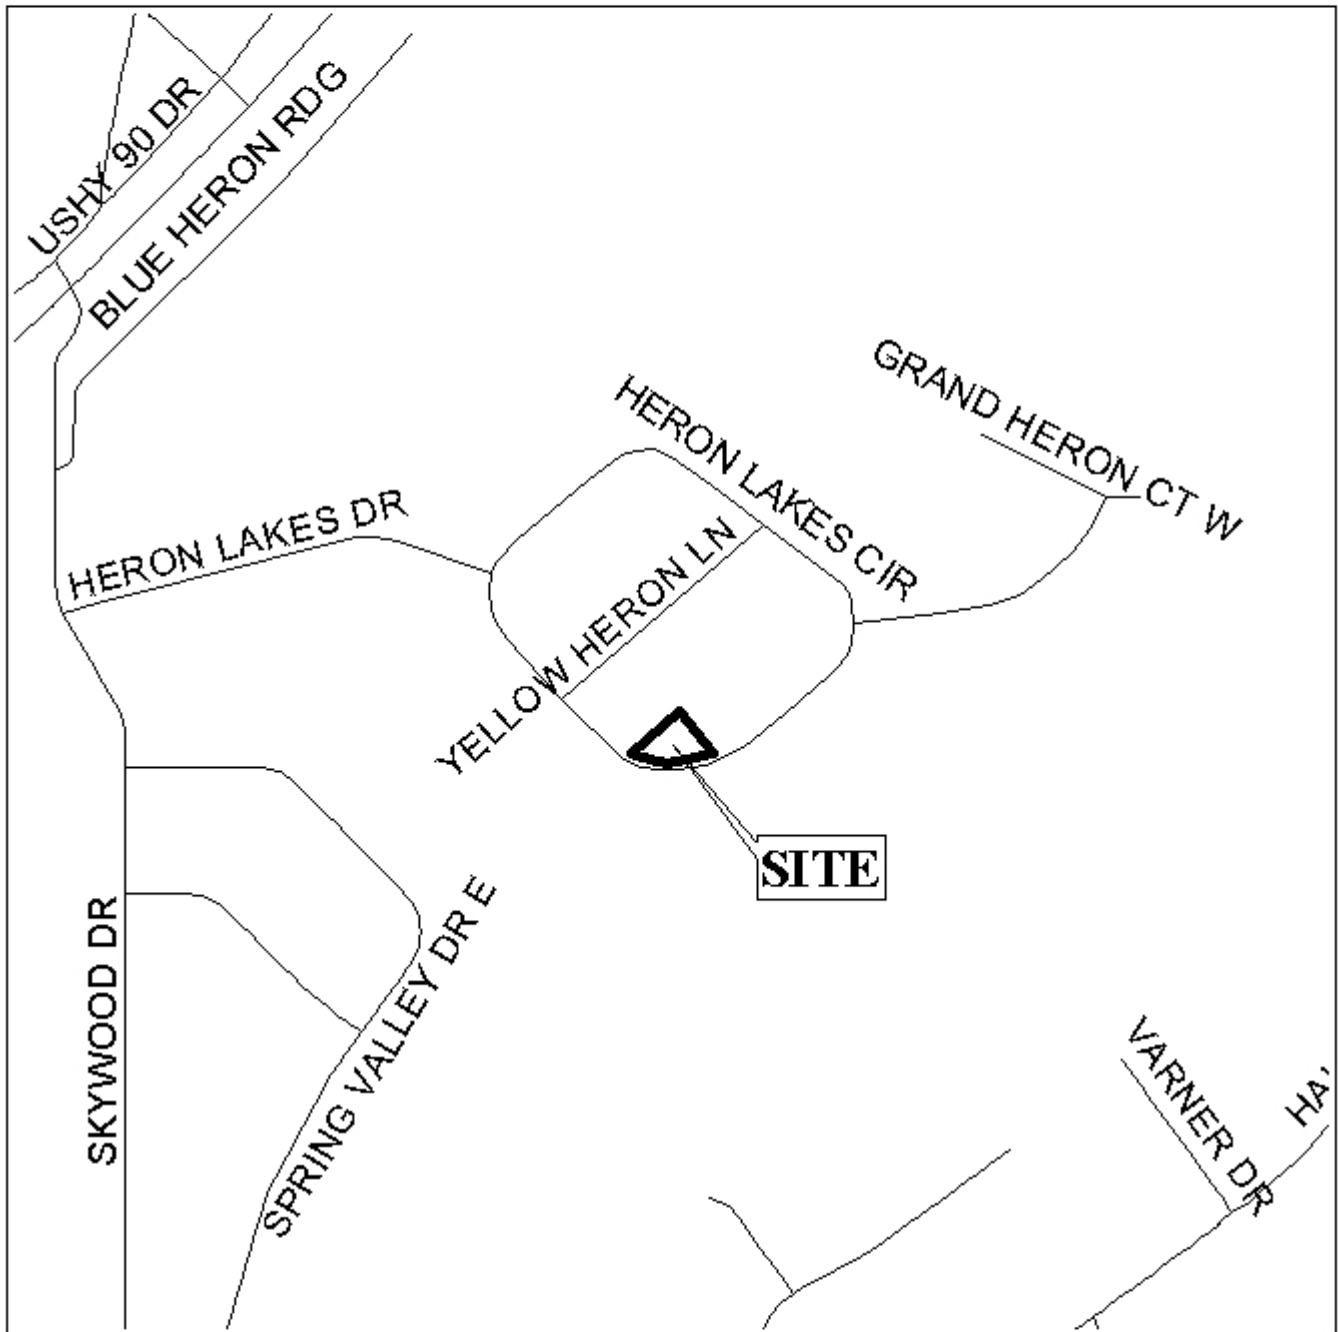 USHY 90 DR
BLUE HERON RDG
GRAND HERON CT W
HERON LAKES CIR
HERON LAKES DR
YELLOW HERON LN
SITE
SKYWOOD DR
SPRING VALLEY DR E
VARNER DR